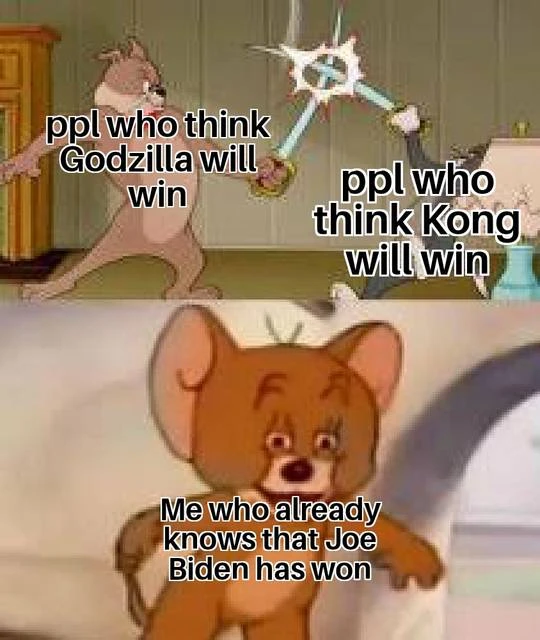 ppl who think
Godzilla will
win
ppl who
think Kong
will win
Me who already
knows that Joe
Biden has won